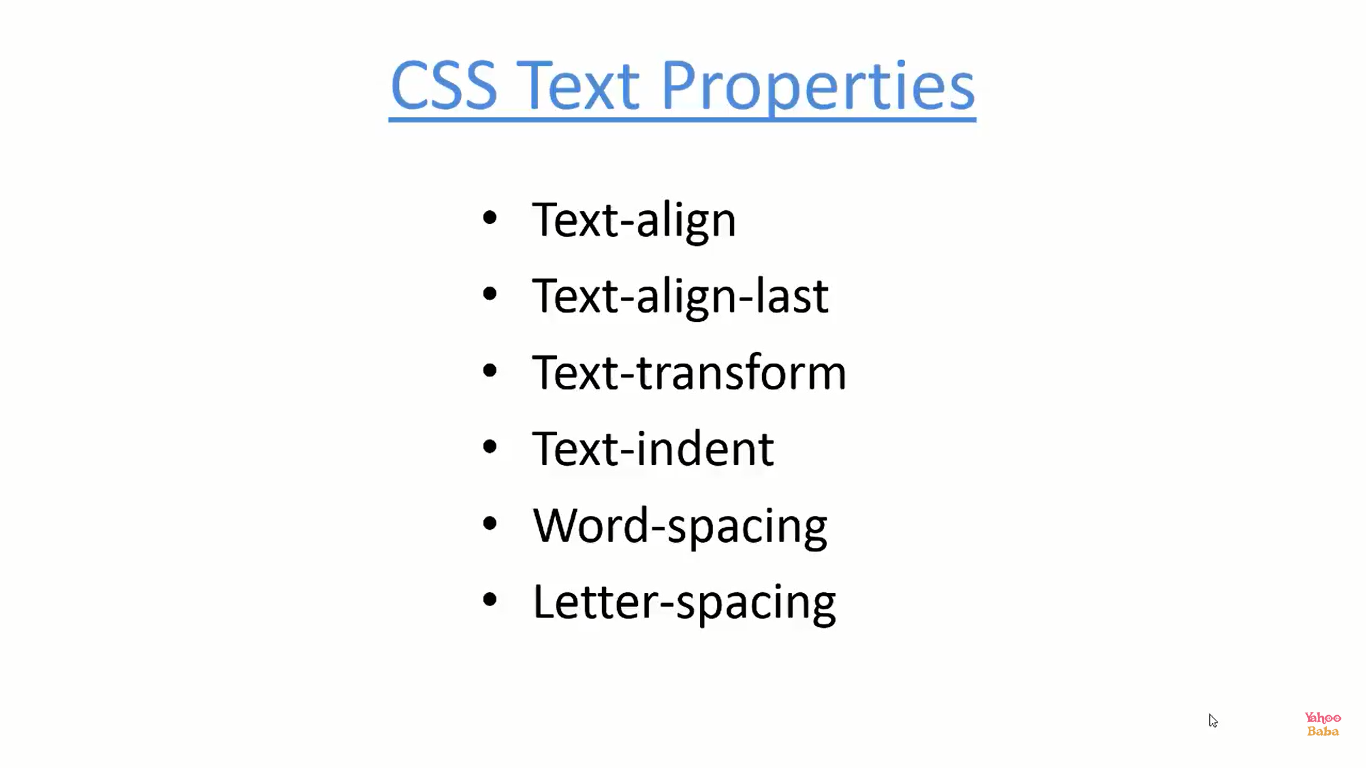 CSS Text Properties
• Text-align
• Text-align-last
• Text-transform
• Text-indent
• Word-spacing
• Letter-spacing
Yahoo
Baba